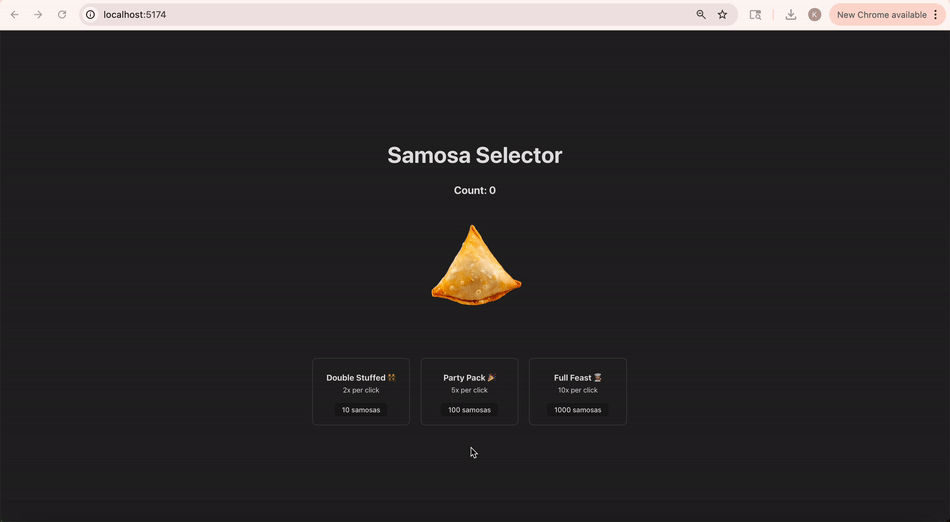 localhost:5174
K
New Chrome available
Samosa Selector
Count: 0
Double Stuffed 👯
2x per click
10 samosas
Party Pack 🎉
5x per click
100 samosas
Full Feast 👩🏽‍🍳
10x per click
1000 samosas